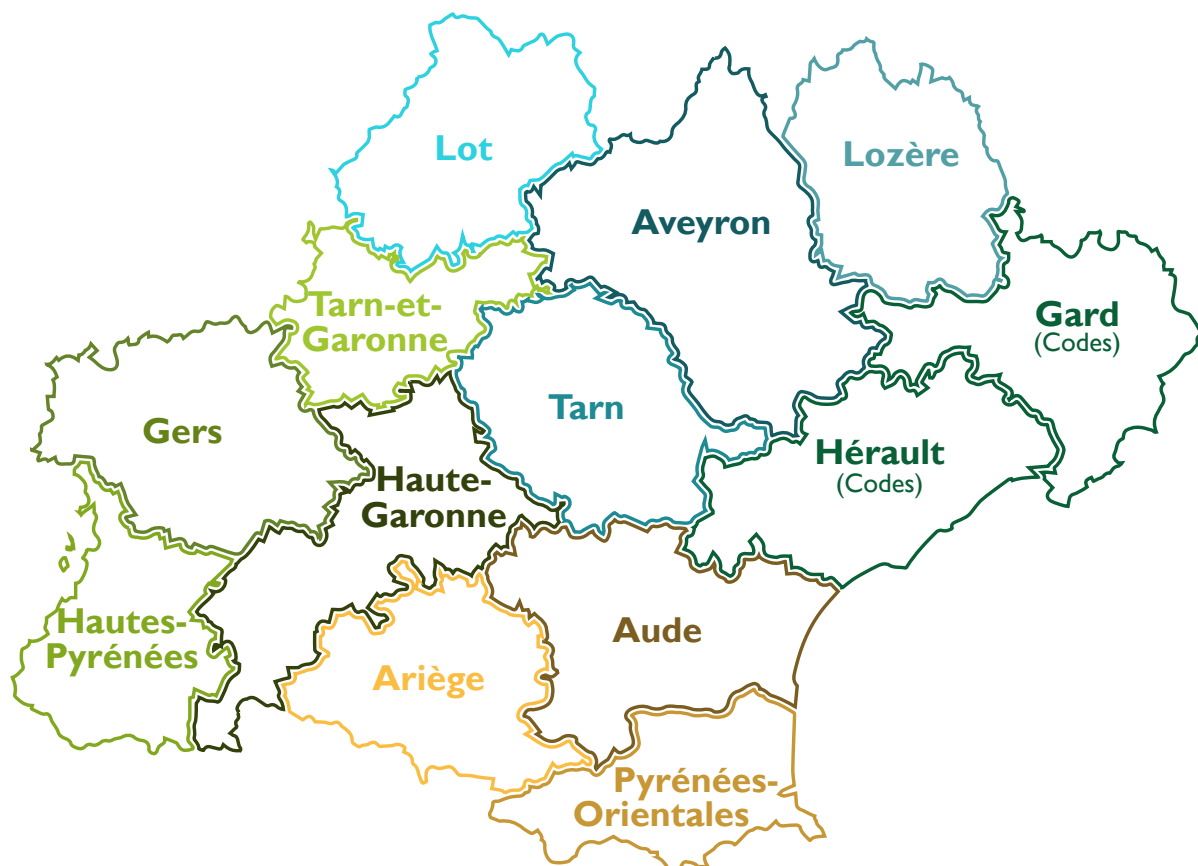 Lot
Lozère
Aveyron
Tarn-et-
Garonne
Gard
(Codes)
Gers
Tarn
Hérault
(Codes)
Haute-
Garonne
Hautes-
Pyrénées
Aude
Ariège
Pyrénées-
Orientales